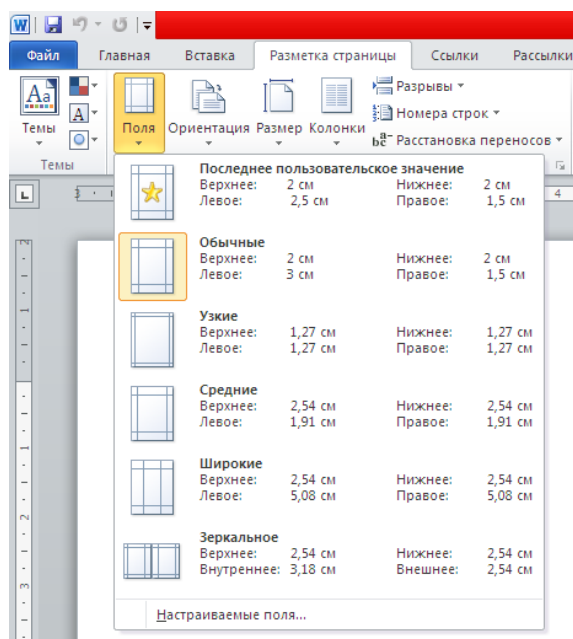 Файл Главная Вставка Разметка страницы Ссылки Рассылки
Aa Темы
A
Поля Ориентация Размер Колонки
Разрывы
Номера строк
Расстановка переносов
Темы
Последнее пользовательское значение
Верхнее: 2 см Нижнее: 2 см
Левое: 2,5 см Правое: 1,5 см
Обычные
Верхнее: 2 см Нижнее: 2 см
Левое: 3 см Правое: 1,5 см
Узкие
Верхнее: 1,27 см Нижнее: 1,27 см
Левое: 1,27 см Правое: 1,27 см
Средние
Верхнее: 2,54 см Нижнее: 2,54 см
Левое: 1,91 см Правое: 1,91 см
Широкие
Верхнее: 2,54 см Нижнее: 2,54 см
Левое: 5,08 см Правое: 5,08 см
Зеркальное
Верхнее: 2,54 см Нижнее: 2,54 см
Внутреннее: 3,18 см Внешнее: 2,54 см
Настраиваемые поля...